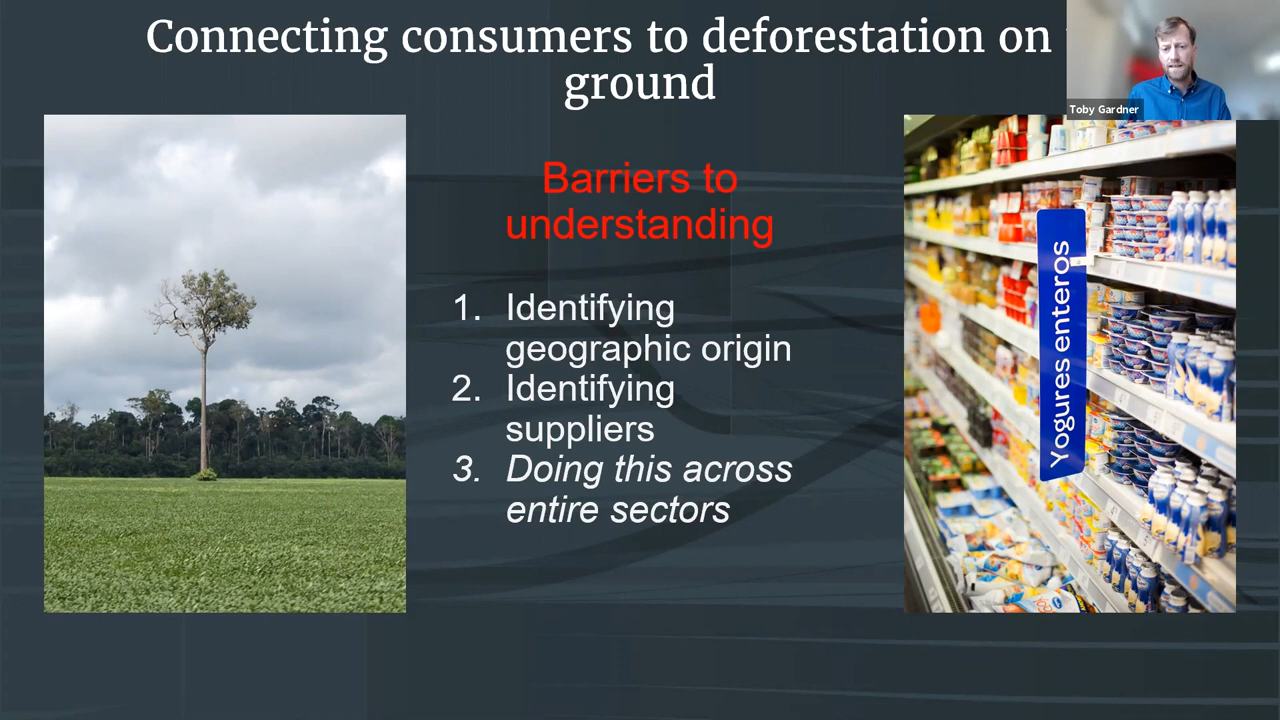 Connecting consumers to deforestation on
ground
Toby Gardner
Barriers to
understanding
1. Identifying
geographic origin
2. Identifying
suppliers
3. Doing this across
entire sectors
Yogures enteros